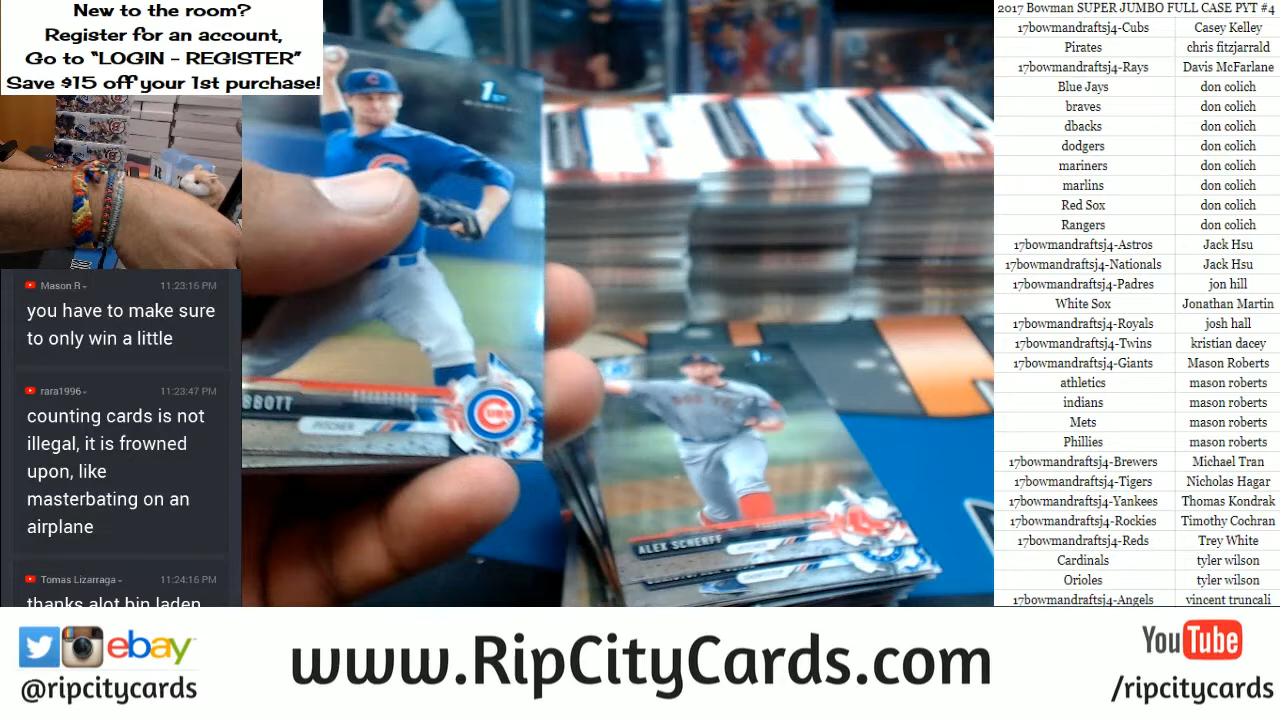 New to the room?
Register for an account,
Go to “LOGIN - REGISTER”
Save $15 off your 1st purchase!
Mason R
11:23:16 PM
you have to make sure
to only win a little
rara1996
11:23:47 PM
counting cards is not
illegal, it is frowned
upon, like
masterbating on an
airplane
Tomas Lizarraga
11:24:16 PM
thanks alot bin laden
1st
BBOTT
PITCHER
CUBS
1st
BOSTON
ALEX SCHERFF
2017 Bowman SUPER JUMBO FULL CASE PYT #4
17bowmandraftsj4-Cubs Casey Kelley
Pirates chris fitzjarrald
17bowmandraftsj4-Rays Davis McFarlane
Blue Jays don colich
braves don colich
dbacks don colich
dodgers don colich
mariners don colich
marlins don colich
Red Sox don colich
Rangers don colich
17bowmandraftsj4-Astros Jack Hsu
17bowmandraftsj4-Nationals Jack Hsu
17bowmandraftsj4-Padres jon hill
White Sox Jonathan Martin
17bowmandraftsj4-Royals josh hall
17bowmandraftsj4-Twins kristian dacey
17bowmandraftsj4-Giants Mason Roberts
athletics mason roberts
indians mason roberts
Mets mason roberts
Phillies mason roberts
17bowmandraftsj4-Brewers Michael Tran
17bowmandraftsj4-Tigers Nicholas Hagar
17bowmandraftsj4-Yankees Thomas Kondrak
17bowmandraftsj4-Rockies Timothy Cochran
17bowmandraftsj4-Reds Trey White
Cardinals tyler wilson
Orioles tyler wilson
17bowmandraftsj4-Angels vincent truncali
ebay
@ripcitycards
www.RipCityCards.com
YouTube
/ripcitycards